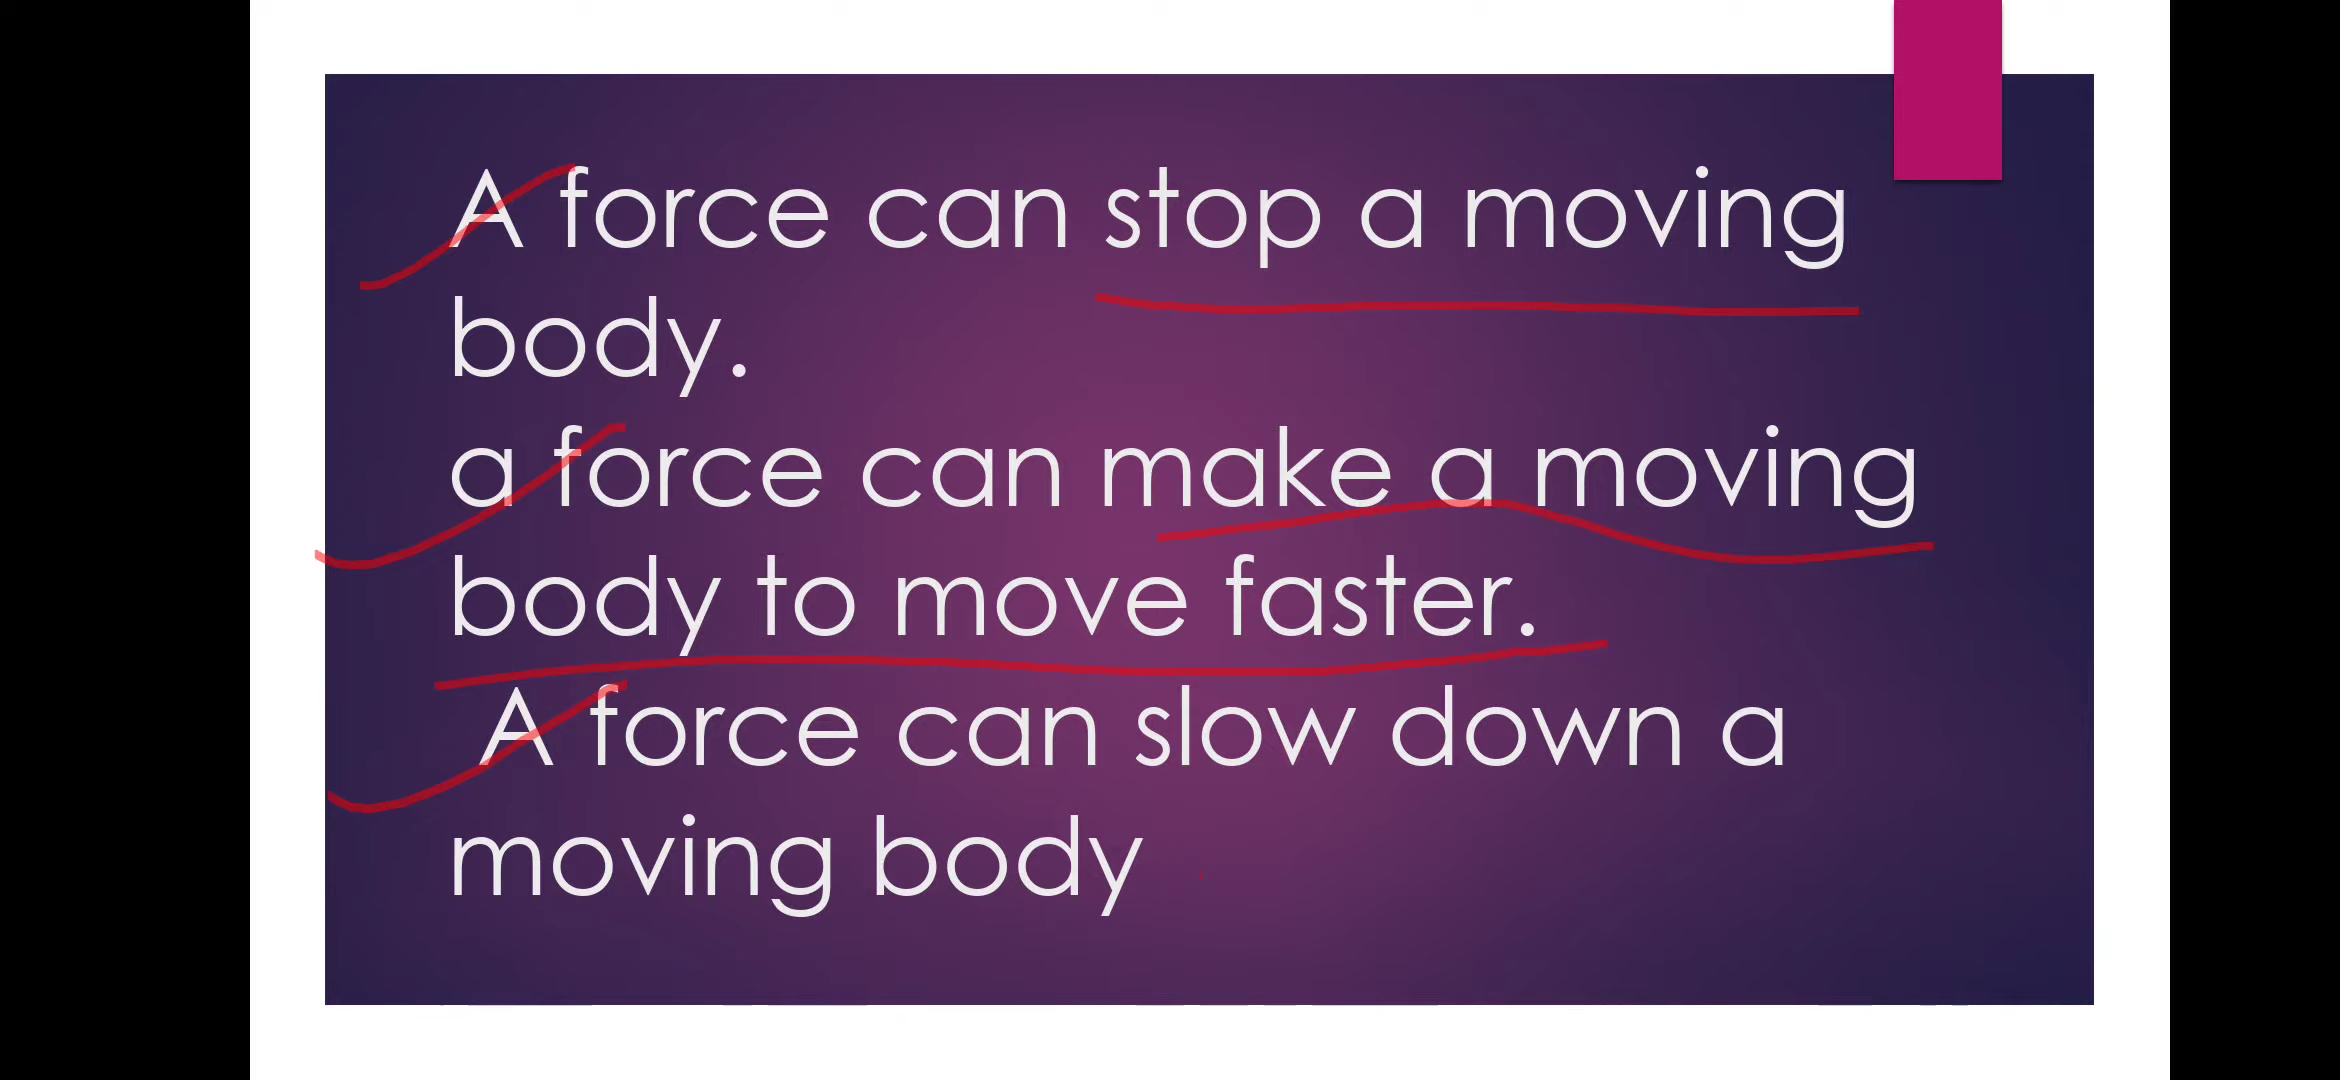 A force can stop a moving
body.
a force can make a moving
body to move faster.
A force can slow down a
moving body